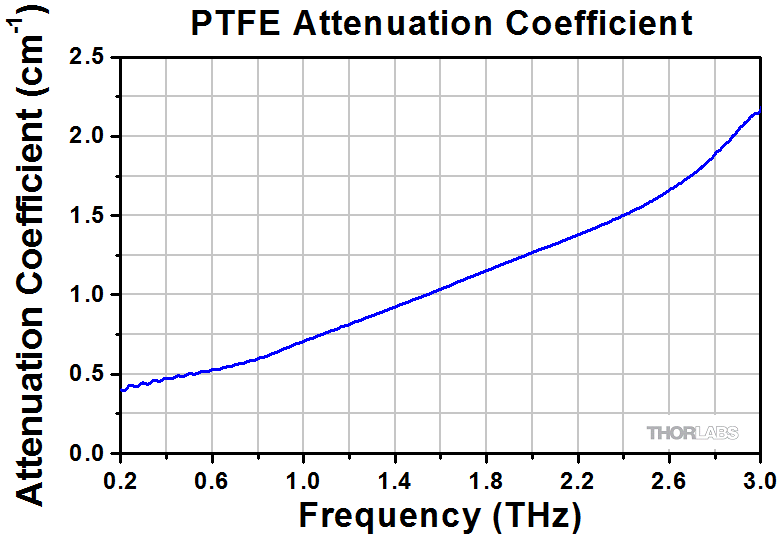 PTFE Attenuation Coefficient
Attenuation Coefficient (cm⁻¹)
2.5
2.0
1.5
1.0
0.5
0.0
THORLABS
0.2 0.6 1.0 1.4 1.8 2.2 2.6 3.0
Frequency (THz)